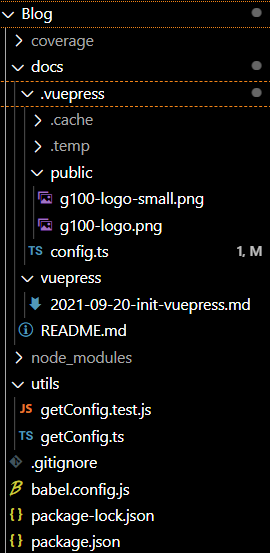 Blog
coverage
docs
.vuepress
.cache
.temp
public
g100-logo-small.png
g100-logo.png
TS config.ts 1, M
vuepress
2021-09-20-init-vuepress.md
README.md
node_modules
utils
JS getConfig.test.js
TS getConfig.ts
.gitignore
babel.config.js
{} package-lock.json
{} package.json